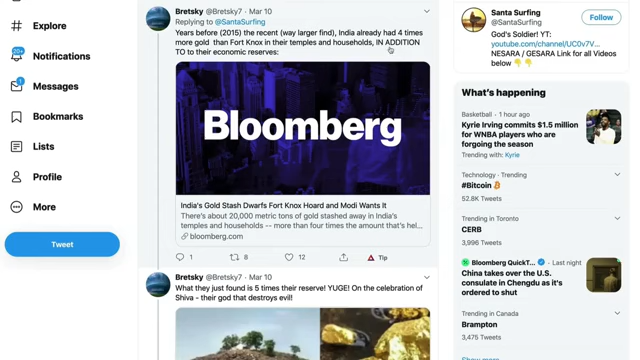 #
Explore
20+
Notifications
1
Messages
Bookmarks
Lists
Profile
More
Tweet
Bretsky @Bretsky7 · Mar 10
Replying to @SantaSurfing
Years before (2015) the recent (way larger find), India already had 4 times
more gold than Fort Knox in their temples and households, IN ADDITION
TO to their economic reserves:
Bloomberg
India's Gold Stash Dwarfs Fort Knox Hoard and Modi Wants It
There's about 20,000 metric tons of gold stashed away in India's
temples and households -- more than four times the amount that's hel...
bloomberg.com
1
8
12
Tip
Bretsky @Bretsky7 · Mar 10
What they just found is 5 times their reserve! YUGE! On the celebration of
Shiva - their god that destroys evil!
Santa Surfing
@SantaSurfing
Follow
God's Soldier! YT:
youtube.com/channel/UC0v7V...
NESARA / GESARA Link for all Videos
below
What's happening
Basketball · 1 hour ago
Kyrie Irving commits $1.5 million
for WNBA players who are
forgoing the season
Trending with: Kyrie
Technology · Trending
#Bitcoin
52.8K Tweets
Trending in Toronto
CERB
3,996 Tweets
Bloomberg QuickT... · Last night
China takes over the U.S.
consulate in Chengdu as it's
ordered to shut
Trending in Canada
Brampton
3,475 Tweets
Show more